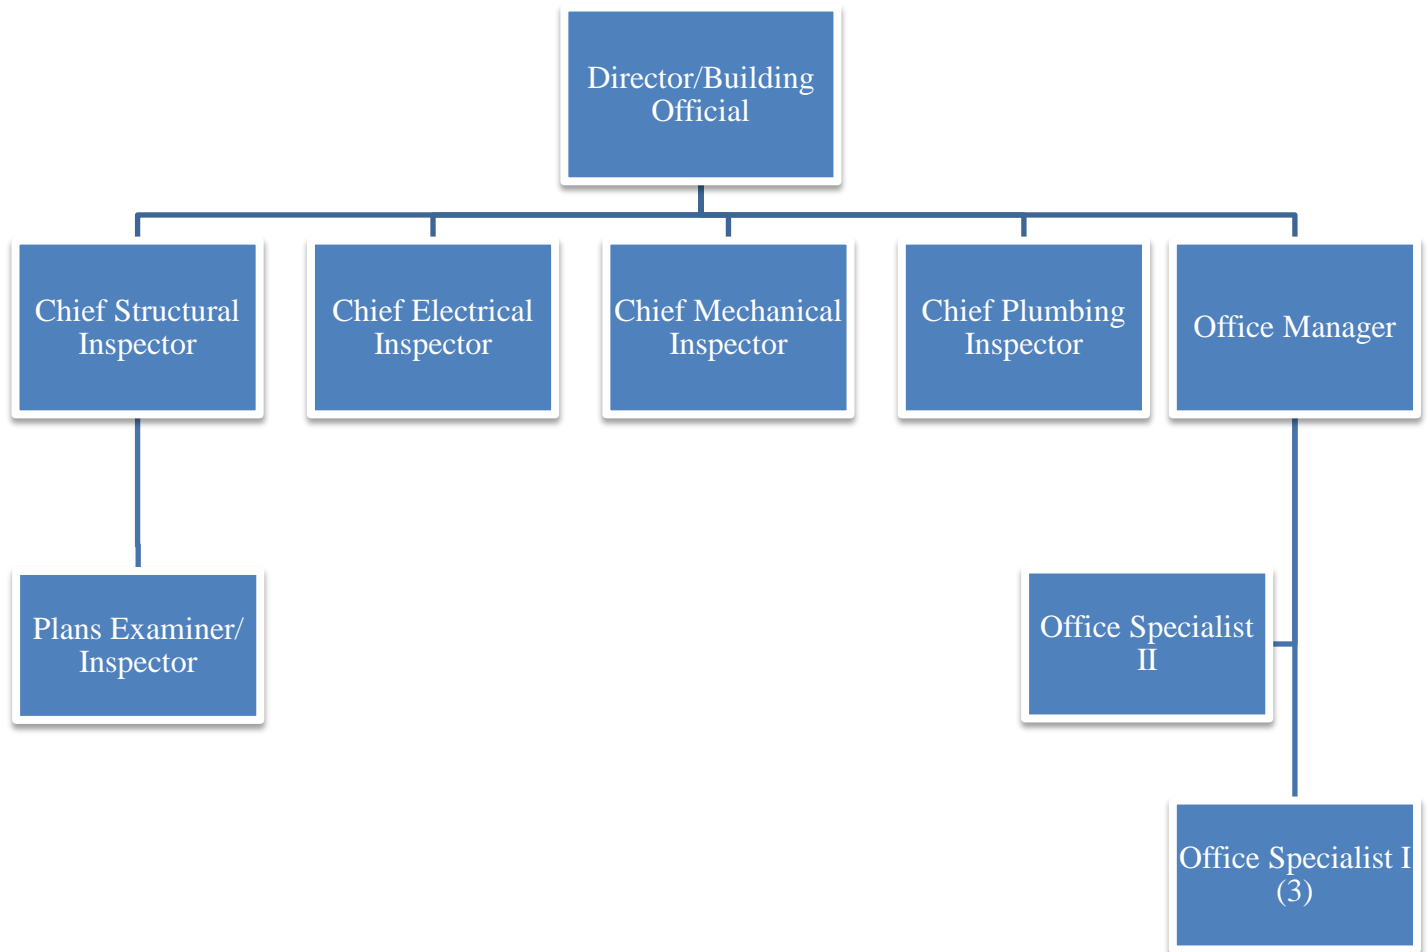 Director/Building
Official
Chief Structural
Inspector
Chief Electrical
Inspector
Chief Mechanical
Inspector
Chief Plumbing
Inspector
Office Manager
Plans Examiner/
Inspector
Office Specialist
II
Office Specialist I
(3)